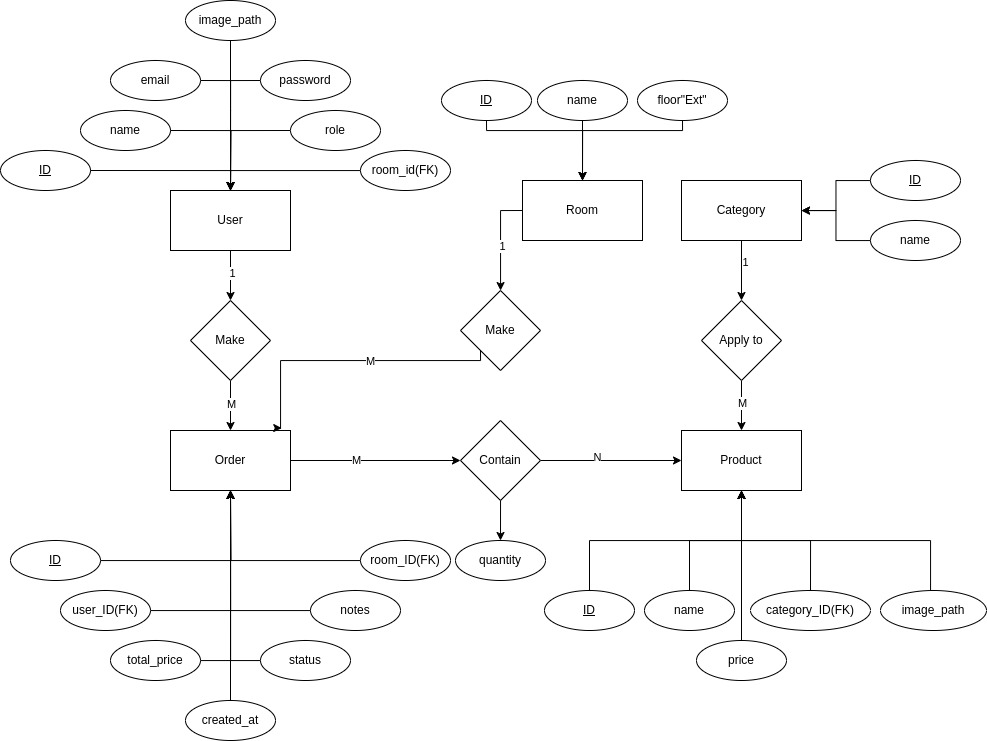 image_path
email
password
name
role
ID
room_id(FK)
ID
name
floor"Ext"
ID
name
User
Room
Category
1
1
1
Make
Make
Apply to
M
M
M
Order
M
Contain
N
Product
ID
room_ID(FK)
quantity
user_ID(FK)
notes
ID
name
category_ID(FK)
image_path
total_price
status
price
created_at